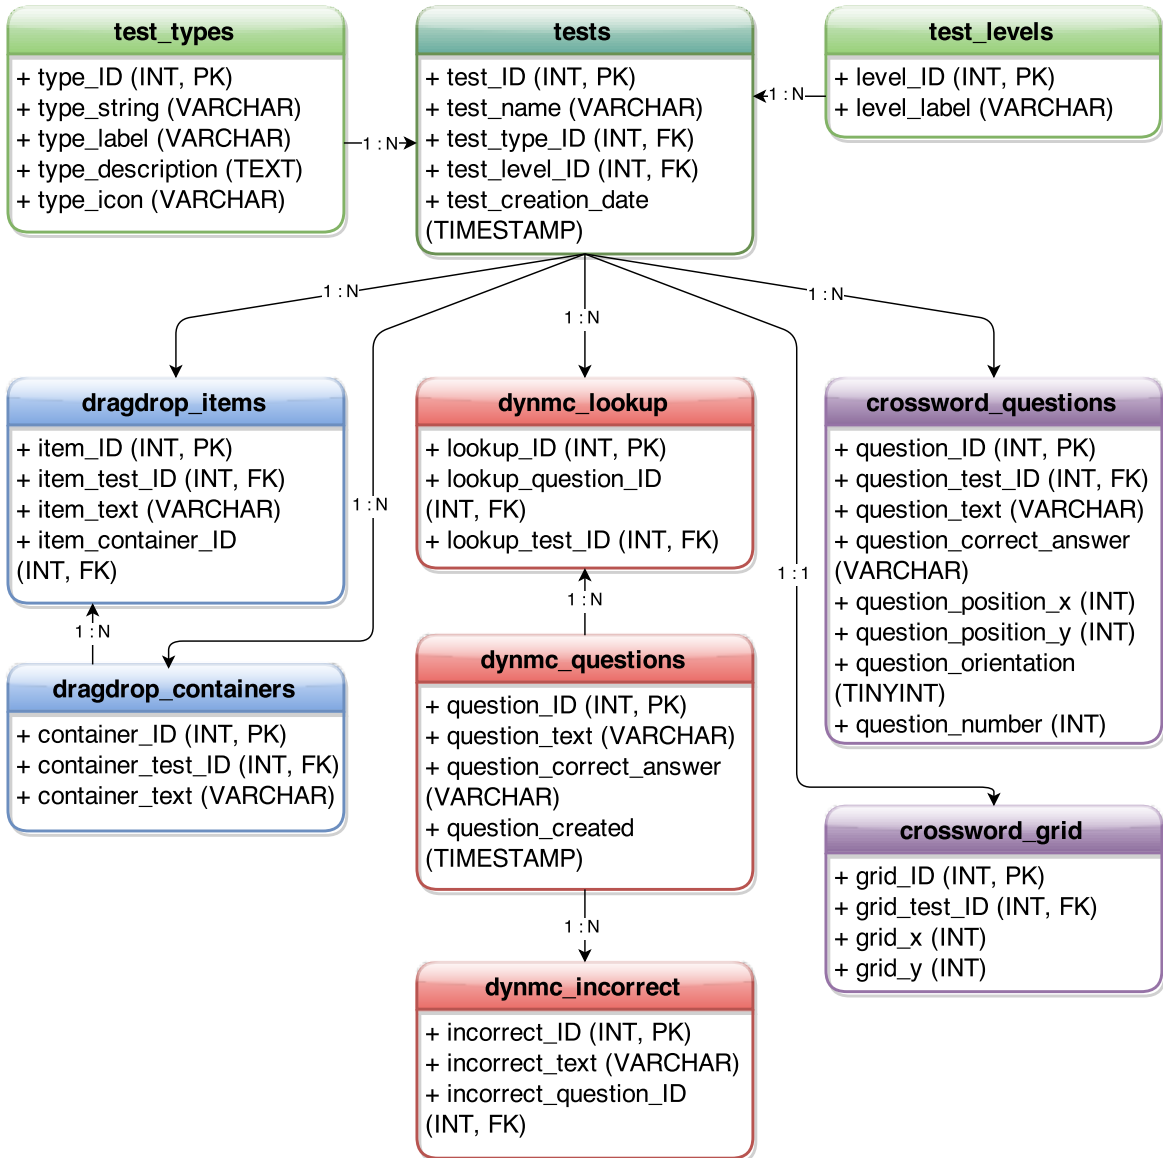 test_types
+ type_ID (INT, PK)
+ type_string (VARCHAR)
+ type_label (VARCHAR)
+ type_description (TEXT)
+ type_icon (VARCHAR)
1 : N
tests
+ test_ID (INT, PK)
+ test_name (VARCHAR)
+ test_type_ID (INT, FK)
+ test_level_ID (INT, FK)
+ test_creation_date
(TIMESTAMP)
1 : N
test_levels
+ level_ID (INT, PK)
+ level_label (VARCHAR)
1 : N
1 : N
1 : N
1 : N
1 : 1
dragdrop_items
+ item_ID (INT, PK)
+ item_test_ID (INT, FK)
+ item_text (VARCHAR)
+ item_container_ID
(INT, FK)
1 : N
dragdrop_containers
+ container_ID (INT, PK)
+ container_test_ID (INT, FK)
+ container_text (VARCHAR)
dynmc_lookup
+ lookup_ID (INT, PK)
+ lookup_question_ID
(INT, FK)
+ lookup_test_ID (INT, FK)
1 : N
dynmc_questions
+ question_ID (INT, PK)
+ question_text (VARCHAR)
+ question_correct_answer
(VARCHAR)
+ question_created
(TIMESTAMP)
1 : N
dynmc_incorrect
+ incorrect_ID (INT, PK)
+ incorrect_text (VARCHAR)
+ incorrect_question_ID
(INT, FK)
crossword_questions
+ question_ID (INT, PK)
+ question_test_ID (INT, FK)
+ question_text (VARCHAR)
+ question_correct_answer
(VARCHAR)
+ question_position_x (INT)
+ question_position_y (INT)
+ question_orientation
(TINYINT)
+ question_number (INT)
crossword_grid
+ grid_ID (INT, PK)
+ grid_test_ID (INT, FK)
+ grid_x (INT)
+ grid_y (INT)